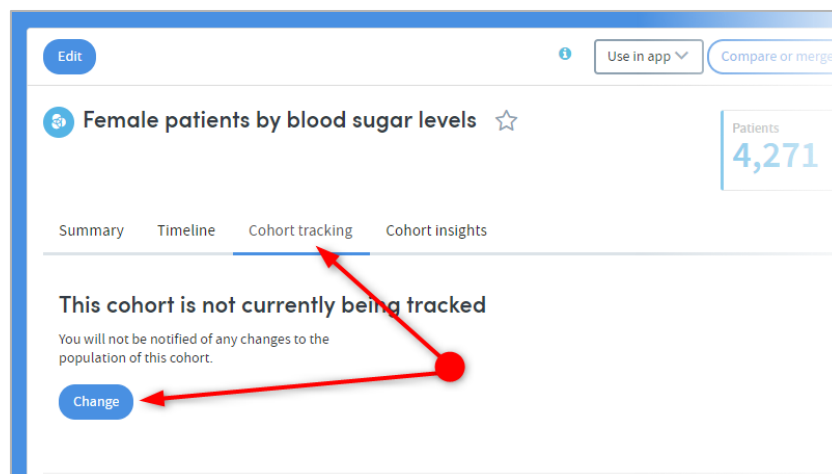 Edit
Use in app
Compare or merge
Female patients by blood sugar levels
Patients
4,271
Summary
Timeline
Cohort tracking
Cohort insights
This cohort is not currently being tracked
You will not be notified of any changes to the
population of this cohort.
Change